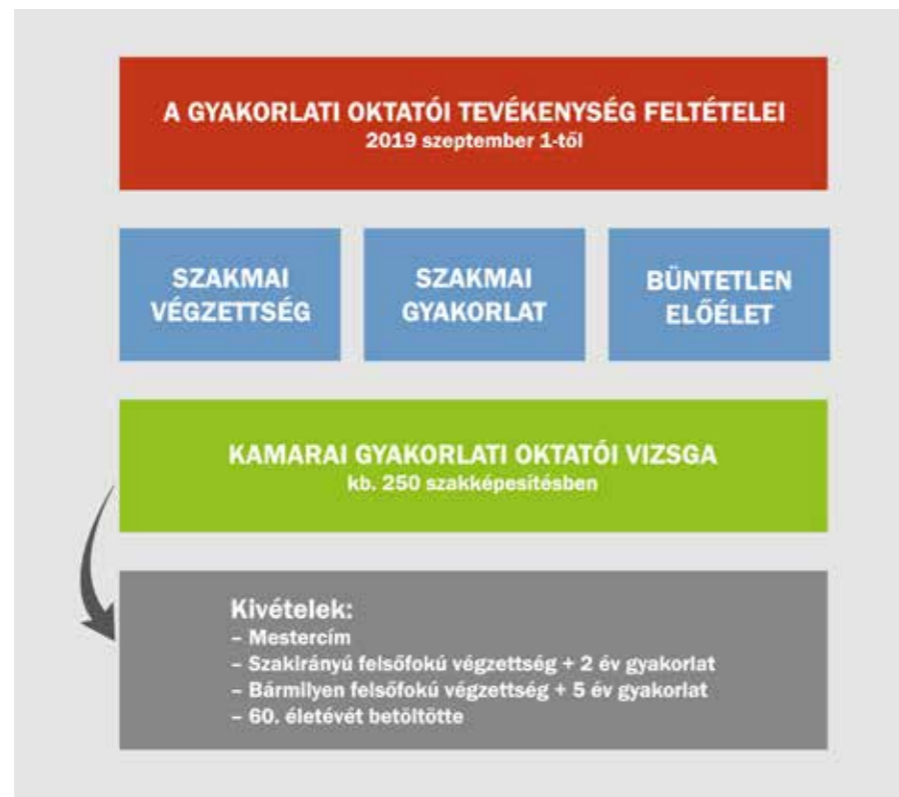 A GYAKORLATI OKTATÓI TEVÉKENYSÉG FELTÉTELEI
2019 szeptember 1-től
SZAKMAI
VÉGZETTSÉG
SZAKMAI
GYAKORLAT
BÜNTETLEN
ELŐÉLET
KAMARAI GYAKORLATI OKTATÓI VIZSGA
kb. 250 szakképesítésben
Kivételek:
– Mestercím
– Szakirányú felsőfokú végzettség + 2 év gyakorlat
– Bármilyen felsőfokú végzettség + 5 év gyakorlat
– 60. életévét betöltötte